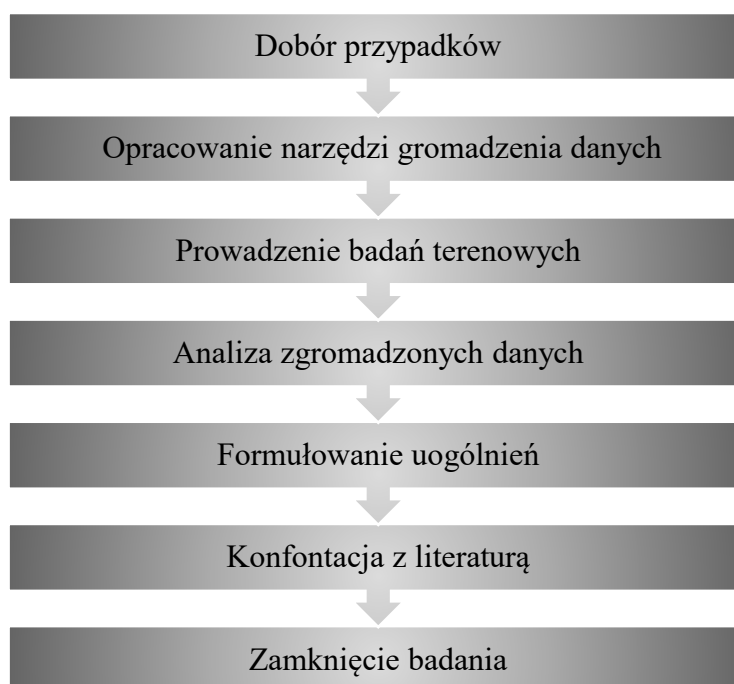 Dobór przypadków
Opracowanie narzędzi gromadzenia danych
Prowadzenie badań terenowych
Analiza zgromadzonych danych
Formułowanie uogólnień
Konfontacja z literaturą
Zamknięcie badania